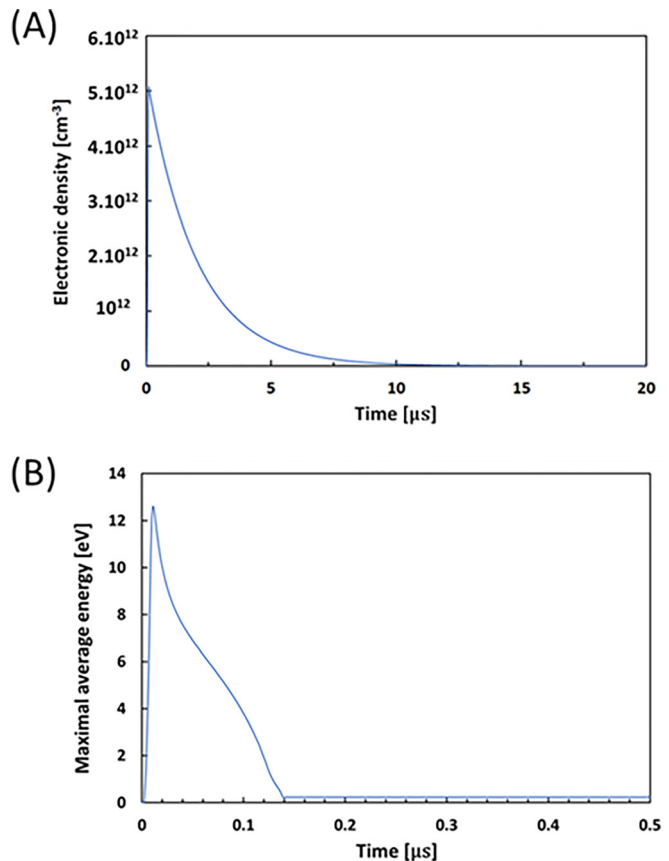 (A)
Electronic density [cm⁻³]
6.10¹²
5.10¹²
4.10¹²
3.10¹²
2.10¹²
10¹²
0
0 5 10 15 20
Time [µs]
(B)
Maximal average energy [eV]
14
12
10
8
6
4
2
0
0 0.1 0.2 0.3 0.4 0.5
Time [µs]